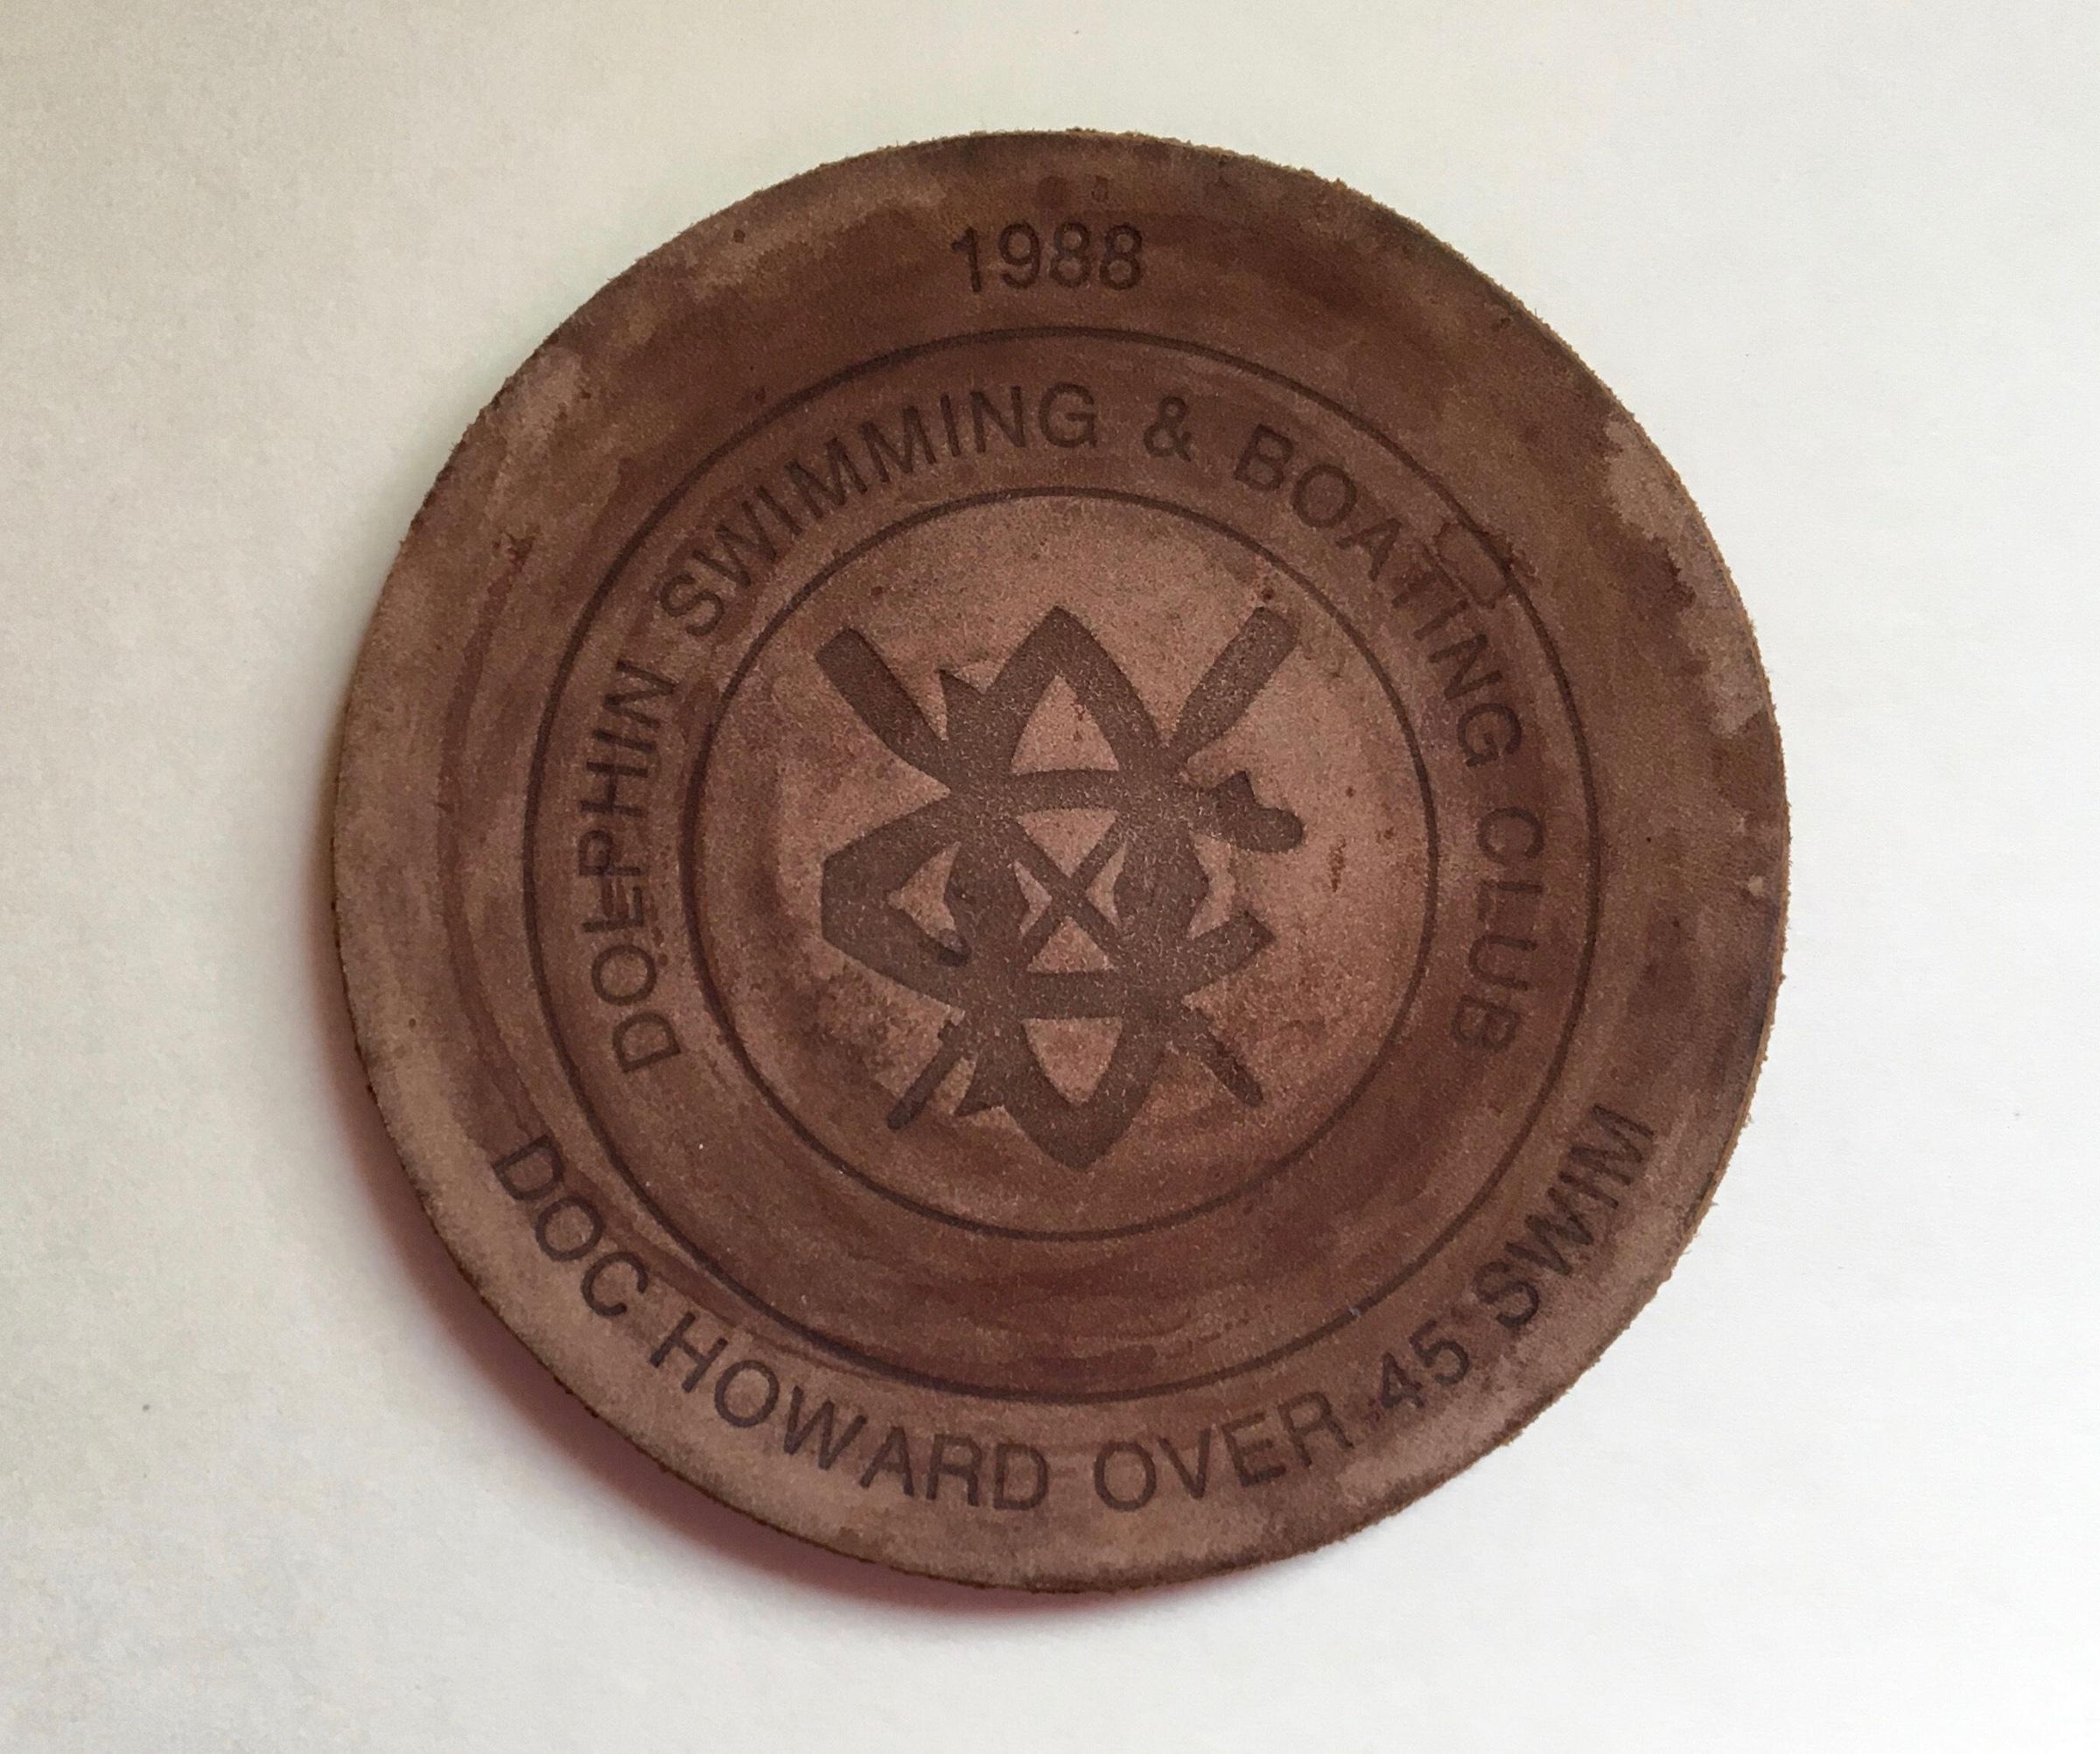 1988
DOLPHIN SWIMMING & BOATING CLUB
DOC HOWARD OVER 45 SWIM